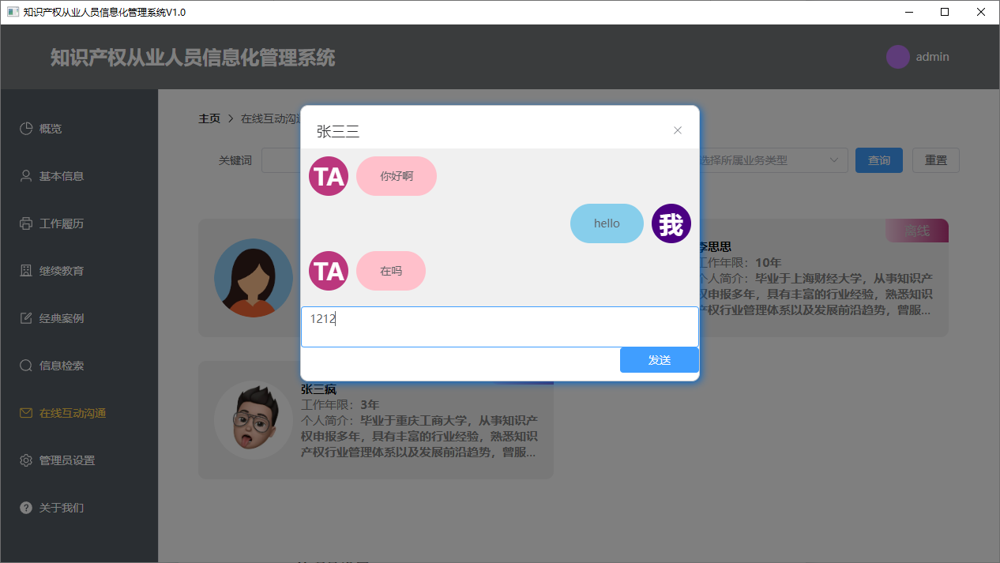 知识产权从业人员信息化管理系统V1.0
知识产权从业人员信息化管理系统
admin
概览
基本信息
工作履历
继续教育
经典案例
信息检索
在线互动沟通
管理员设置
关于我们
主页
在线互动沟通
关键词
选择所属业务类型
查询
重置
张三三
TA
你好啊
hello
我
TA
在吗
1212
发送
离线
李思思
工作年限：10年
个人简介：毕业于上海财经大学，从事知识产
权申报多年，具有丰富的行业经验，熟悉知识
产权行业管理体系以及发展前沿趋势，曾服...
张三疯
工作年限：3年
个人简介：毕业于重庆工商大学，从事知识产
权申报多年，具有丰富的行业经验，熟悉知识
产权行业管理体系以及发展前沿趋势，曾服...